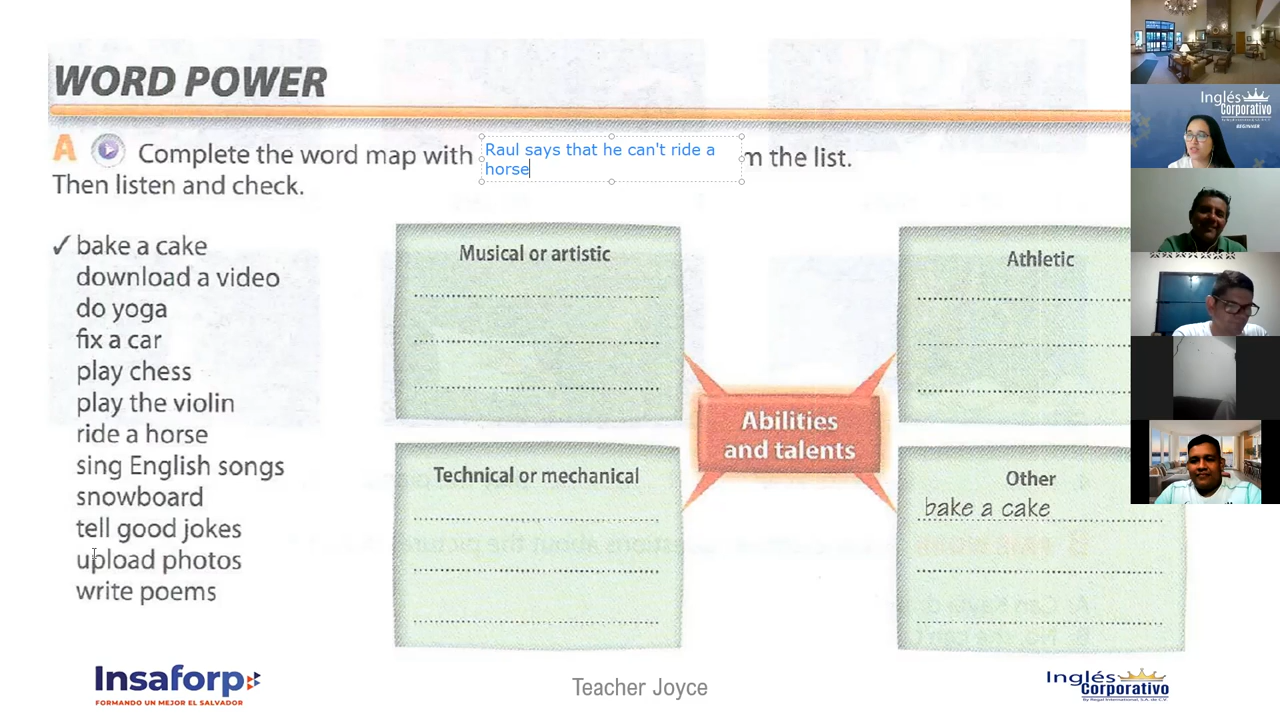 WORD POWER
A Complete the word map with
Raul says that he can't ride a
horse
m the list.
Then listen and check.
✓ bake a cake
download a video
do yoga
fix a car
play chess
play the violin
ride a horse
sing English songs
snowboard
tell good jokes
upload photos
write poems
Musical or artistic
Athletic
Abilities
and talents
Technical or mechanical
Other
bake a cake
Insaforp
FORMANDO UN MEJOR EL SALVADOR
Teacher Joyce
Inglés
Corporativo
Inglés
Corporativo
BEGINNER